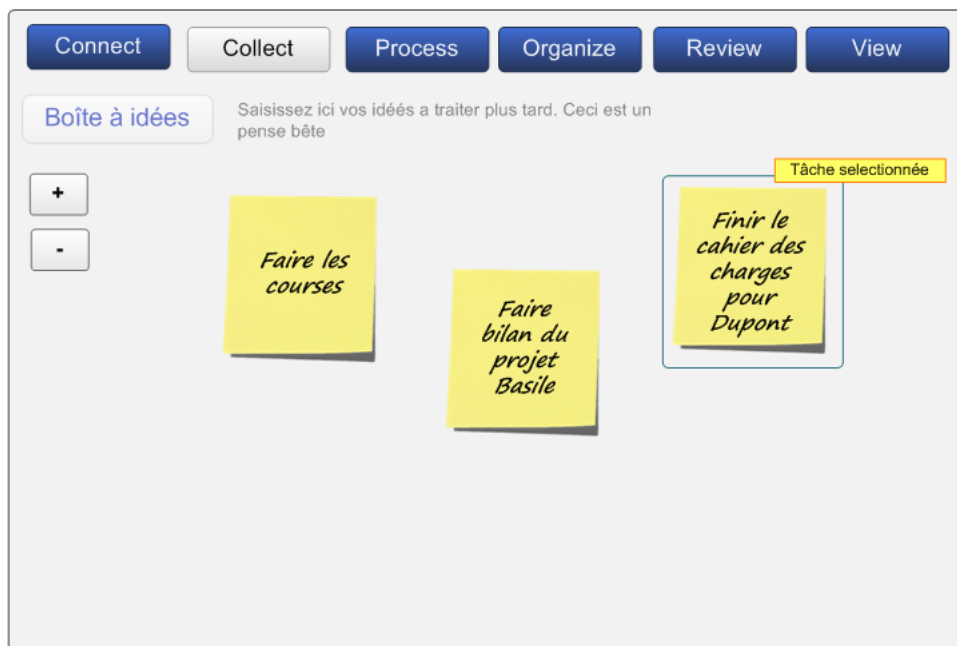 Connect
Collect
Process
Organize
Review
View
Boîte à idées
Saisissez ici vos idéés a traiter plus tard. Ceci est un
pense bête
Tâche selectionnée
+
-
Faire les
courses
Faire
bilan du
projet
Basile
Finir le
cahier des
charges
pour
Dupont